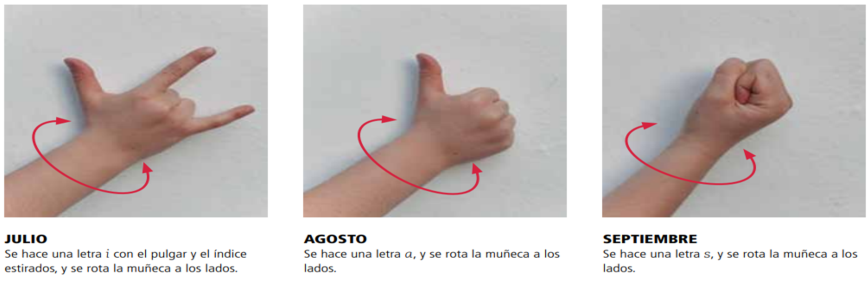 JULIO
Se hace una letra i con el pulgar y el índice
estirados, y se rota la muñeca a los lados.
AGOSTO
Se hace una letra a, y se rota la muñeca a los
lados.
SEPTIEMBRE
Se hace una letra s, y se rota la muñeca a los
lados.